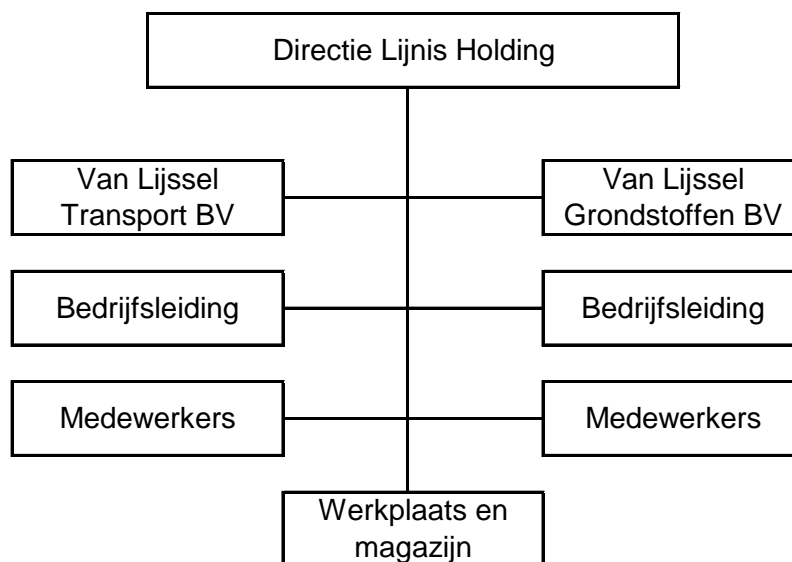 Directie Lijnis Holding
Van Lijssel
Transport BV
Van Lijssel
Grondstoffen BV
Bedrijfsleiding
Bedrijfsleiding
Medewerkers
Medewerkers
Werkplaats en
magazijn